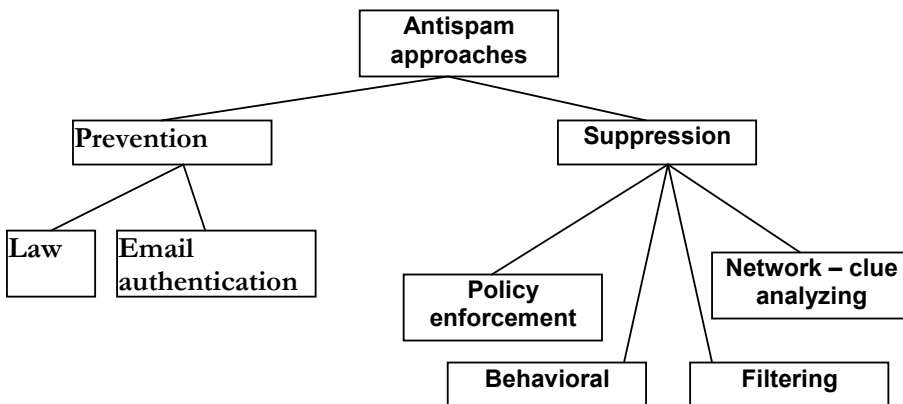 Antispam
approaches
Prevention
Suppression
Law
Email
authentication
Policy
enforcement
Network – clue
analyzing
Behavioral
Filtering